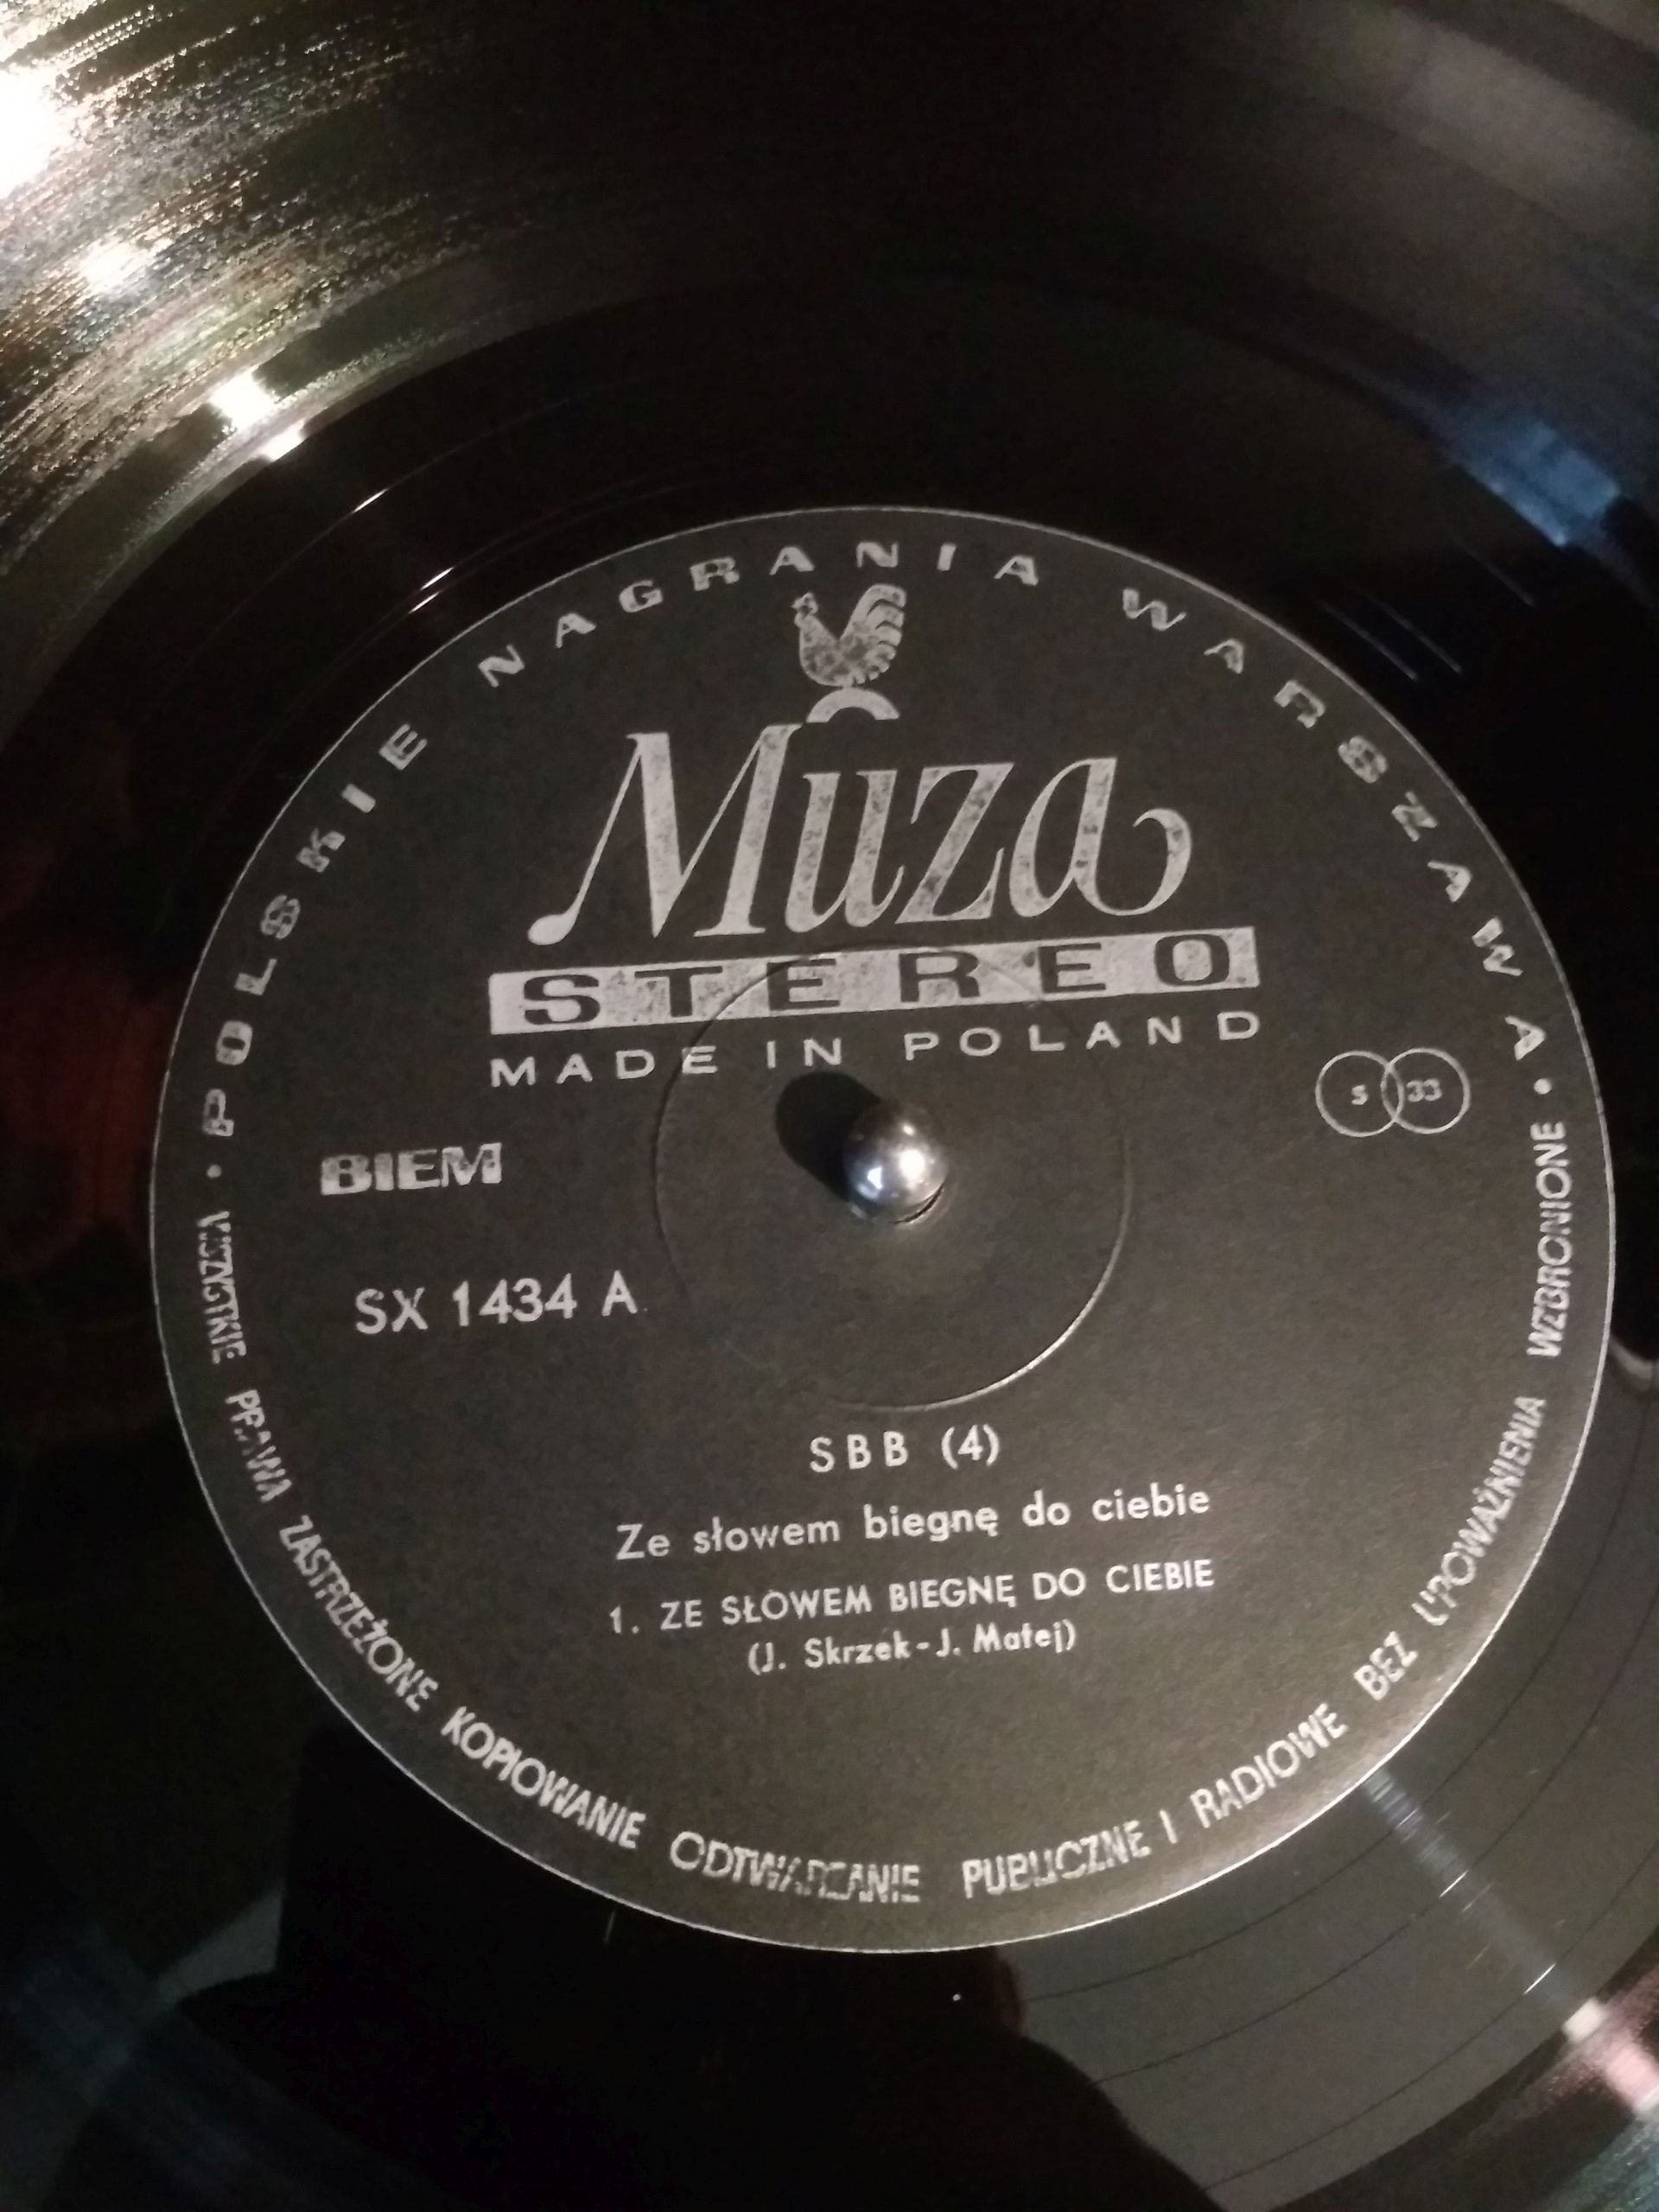 • POLSKIE NAGRANIA WARSZAWA •
Muza
STEREO
MADE IN POLAND
S 33
BIEM
SX 1434 A
SBB (4)
Ze słowem biegnę do ciebie
1. ZE SŁOWEM BIEGNĘ DO CIEBIE
(J. Skrzek-J. Matej)
WSZYSTKIE PRAWA ZASTRZEŻONE KOPIOWANIE ODTWARZANIE PUBLICZNE I RADIOWE BEZ UPOWAŻNIENIA WZBRONIONE